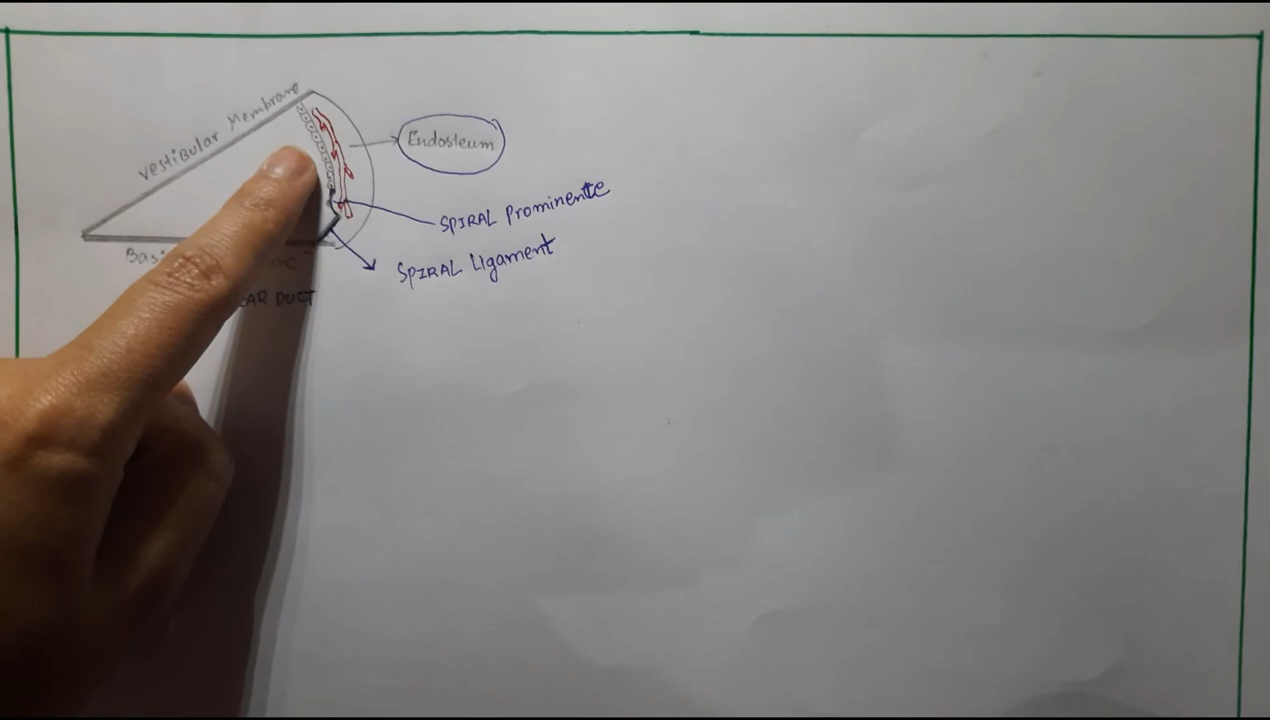 Vestibular Membrane
Endosteum
SPIRAL Prominente
SPIRAL Ligament
DUCT